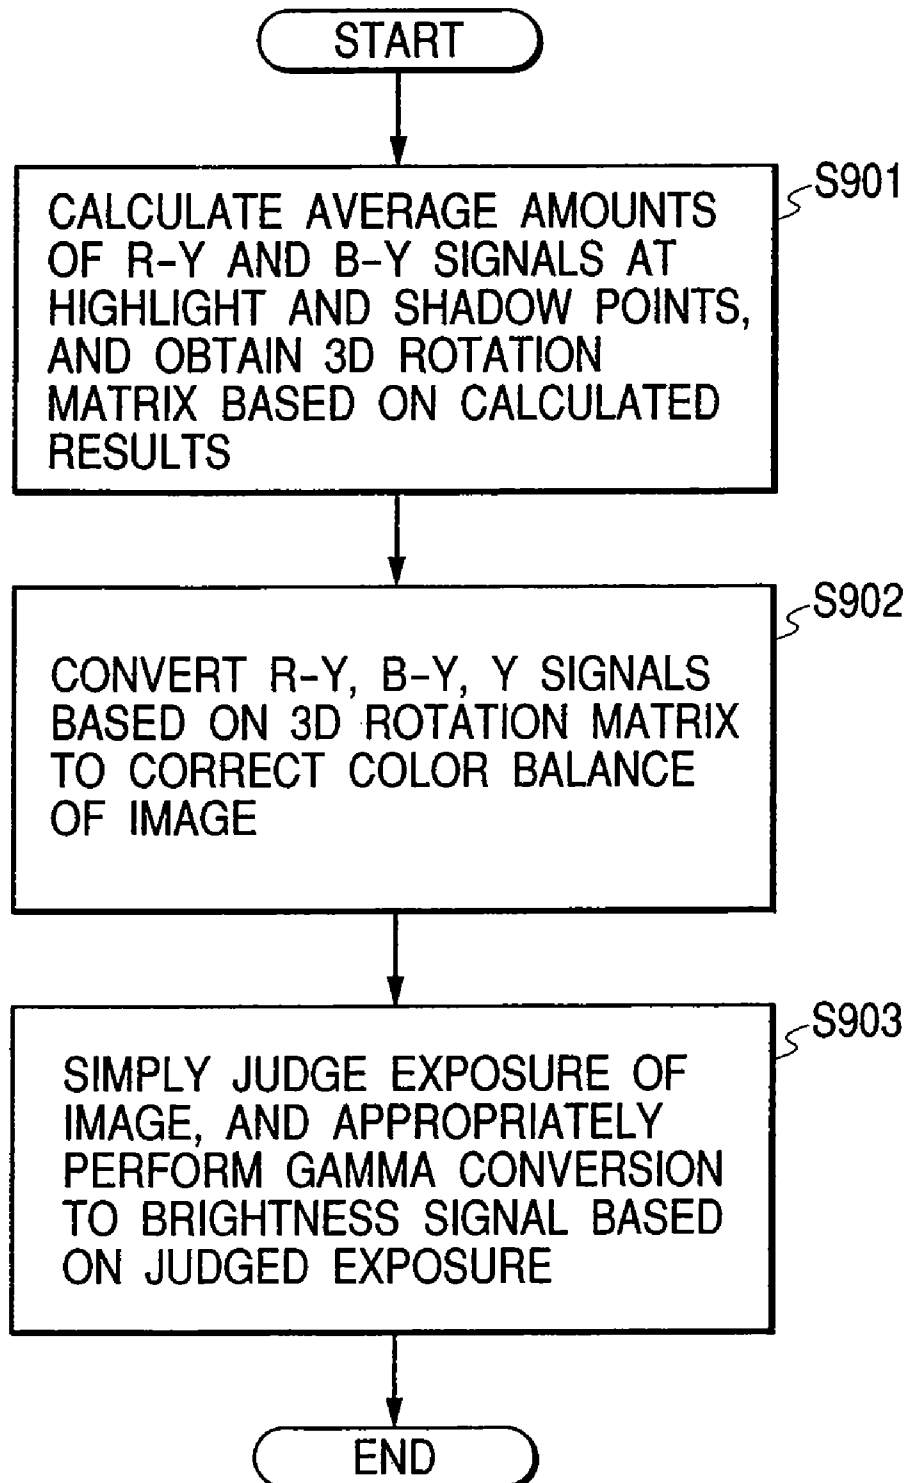 START
S901
CALCULATE AVERAGE AMOUNTS
OF R-Y AND B-Y SIGNALS AT
HIGHLIGHT AND SHADOW POINTS,
AND OBTAIN 3D ROTATION
MATRIX BASED ON CALCULATED
RESULTS
S902
CONVERT R-Y, B-Y, Y SIGNALS
BASED ON 3D ROTATION MATRIX
TO CORRECT COLOR BALANCE
OF IMAGE
S903
SIMPLY JUDGE EXPOSURE OF
IMAGE, AND APPROPRIATELY
PERFORM GAMMA CONVERSION
TO BRIGHTNESS SIGNAL BASED
ON JUDGED EXPOSURE
END